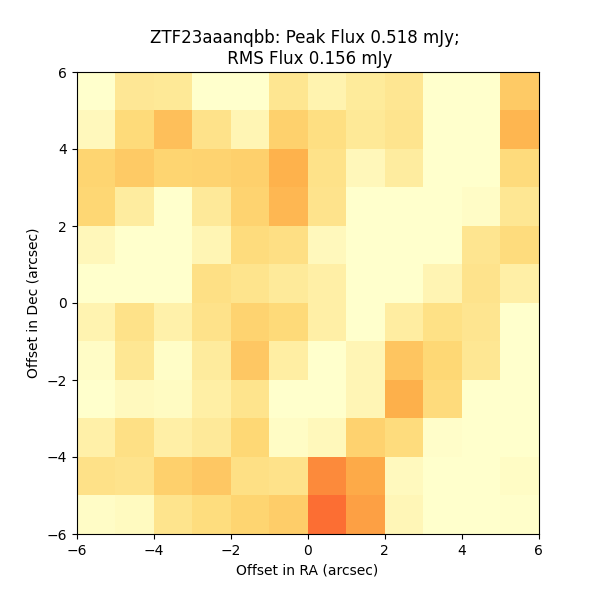 ZTF23aaanqbb: Peak Flux 0.518 mJy;
RMS Flux 0.156 mJy
6
4
2
0
−2
−4
−6
Offset in Dec (arcsec)
−6 −4 −2 0 2 4 6
Offset in RA (arcsec)